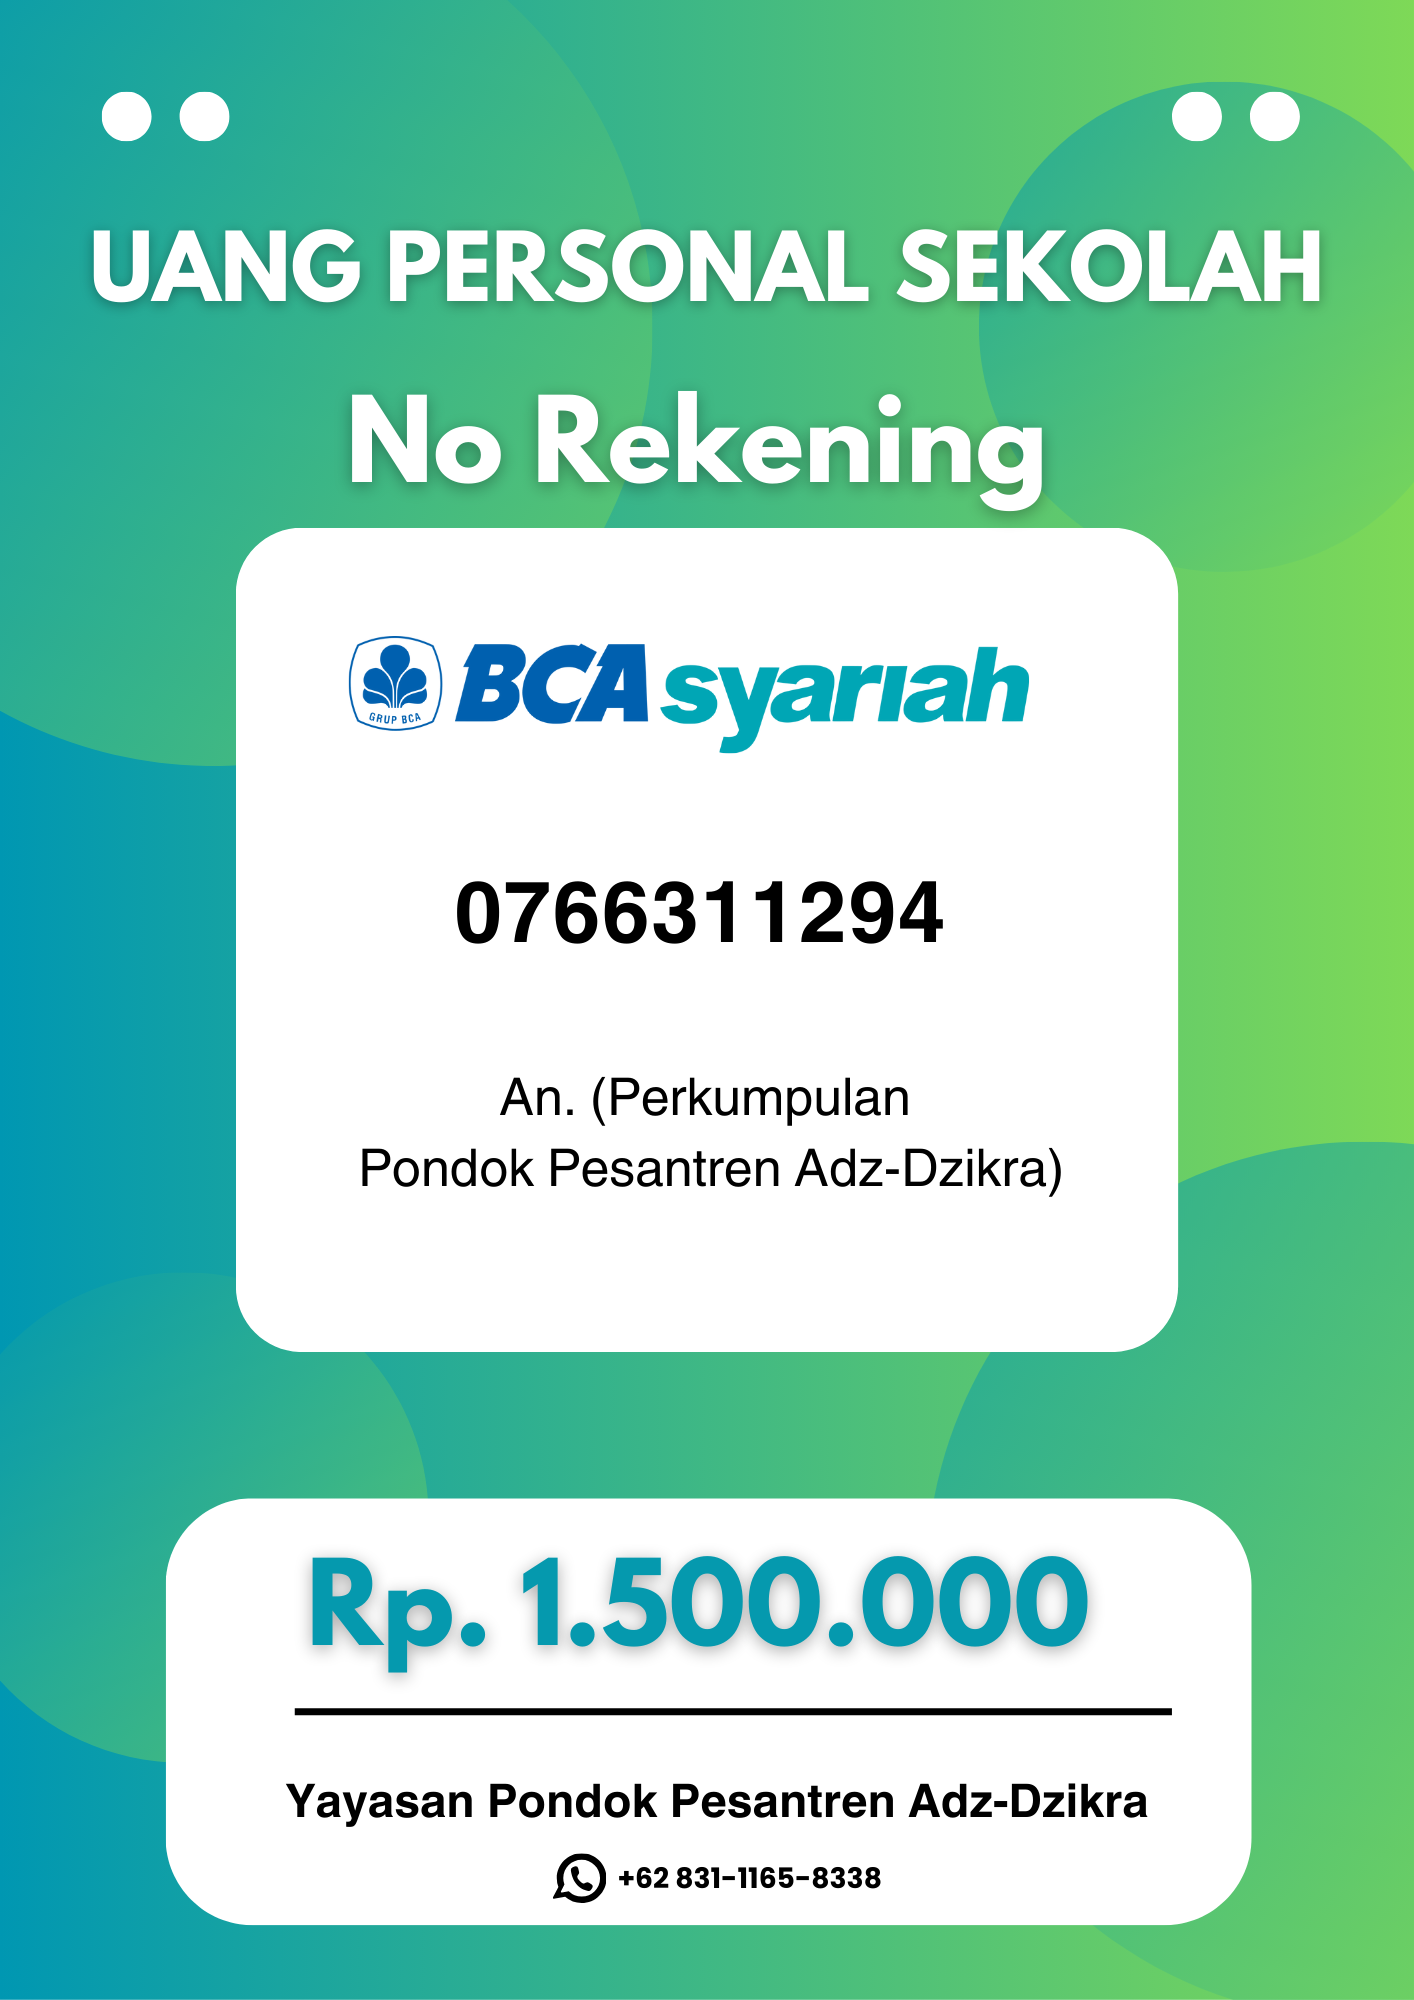 UANG PERSONAL SEKOLAH
No Rekening
GRUP BCA
BCA syariah
0766311294
An. (Perkumpulan
Pondok Pesantren Adz-Dzikra)
Rp. 1.500.000
Yayasan Pondok Pesantren Adz-Dzikra
+62 831-1165-8338